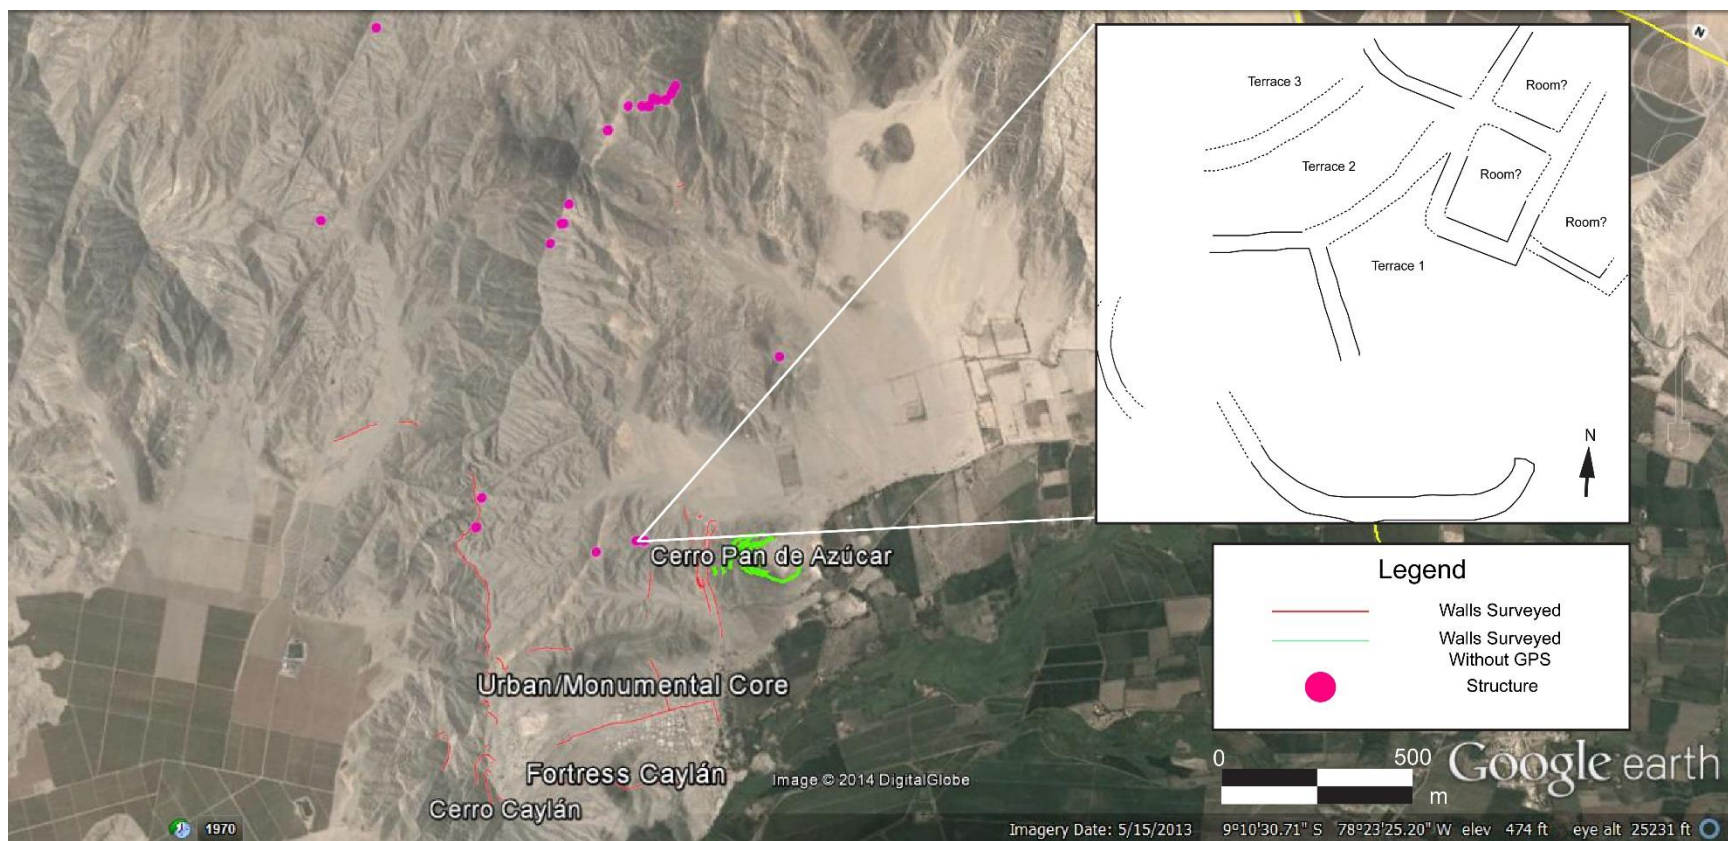 N
Terrace 3
Room?
Terrace 2
Room?
Room?
Terrace 1
N
Cerro Pan de Azúcar
Legend
Walls Surveyed
Walls Surveyed
Without GPS
Structure
Urban/Monumental Core
0 500
m
Google earth
Fortress Caylán
Image © 2014 DigitalGlobe
Cerro Caylán
1970
Imagery Date: 5/15/2013 9°10'30.71" S 78°23'25.20" W elev 474 ft eye alt 25231 ft